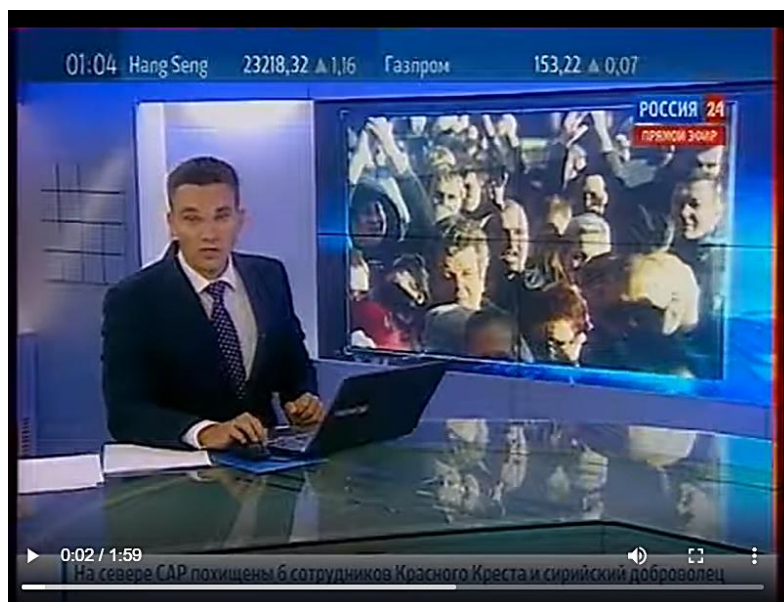 01:04 Hang Seng 23218,32 ▲ 1,16 Газпром 153,22 ▲ 0,07
РОССИЯ 24
ПРЯМОЙ ЭФИР
0:02 / 1:59
На севере САР похищены 6 сотрудников Красного Креста и сирийский доброволец